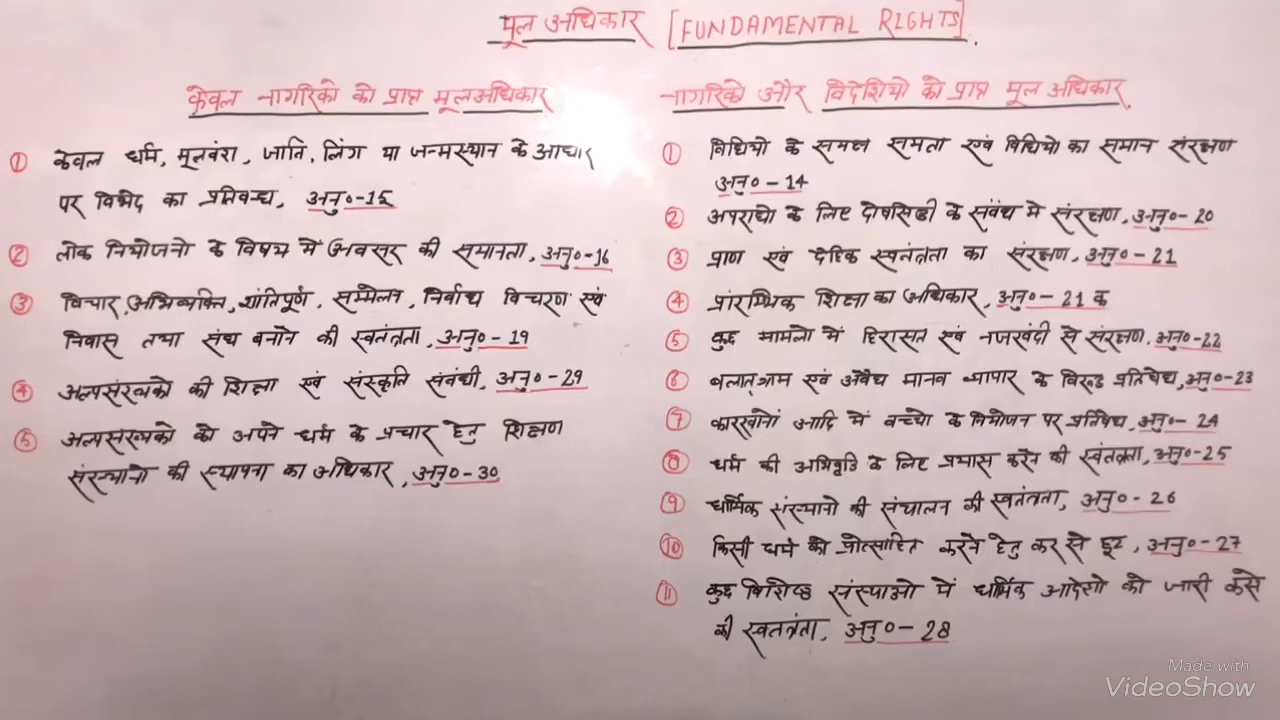 मूल अधिकार [FUNDAMENTAL RIGHTS].
केवल नागरिको को प्राप्त मूलअधिकार
① केवल धर्म, मूलवंश, जाति, लिंग या जन्मस्थान के आधार
पर विभेद का प्रतिबन्ध, अनु०-15
② लोक नियोजनो के विषय में अवसर की समानता, अनु०-16
③ विचार, अभिव्यक्ति, शांतिपूर्ण, सम्मेलन, निर्वाध विचरण एवं
निवास तथा संघ बनाने की स्वतंत्रता, अनु०-19
④ अल्पसंख्यको की शिक्षा एवं संस्कृति संबंधी, अनु०-29
⑤ अल्पसंख्यको को अपने धर्म के प्रचार हेतु शिक्षण
संस्थानो की स्थापना का अधिकार, अनु०-30
नागरिको और विदेशियो को प्राप्त मूल अधिकार
① विधियो के समक्ष समता एवं विधियो का समान संरक्षण
अनु०-14
② अपराधो के लिए दोषसिद्दी के संबंध मे संरक्षण, अनु०-20
③ प्राण एवं दैहिक स्वतंत्रता का संरक्षण, अनु०-21
④ प्रारम्भिक शिक्षा का अधिकार, अनु०-21 क
⑤ कुछ मामलो में हिरासत एवं नजरबंदी से संरक्षण, अनु०-22
⑥ बलात्श्रम एवं अवैध मानव व्यापार के विरुद्ध प्रतिषेध, अनु०-23
⑦ कारखानों आदि में बच्चो के नियोजन पर प्रतिषेध, अनु०-24
⑧ धर्म की अभिवृद्दि के लिए प्रयास करने की स्वंतत्रता, अनु०-25
⑨ धार्मिक संस्थानो की संचालन की स्वतंत्रता, अनु०-26
⑩ किसी धर्म को प्रोत्साहित करने हेतु कर से छूट, अनु०-27
⑪ कुछ विशिष्ठ संस्थाओ में धार्मिक आदेशो को जारी करने
की स्वतंत्रता, अनु०-28
Made with
VideoShow